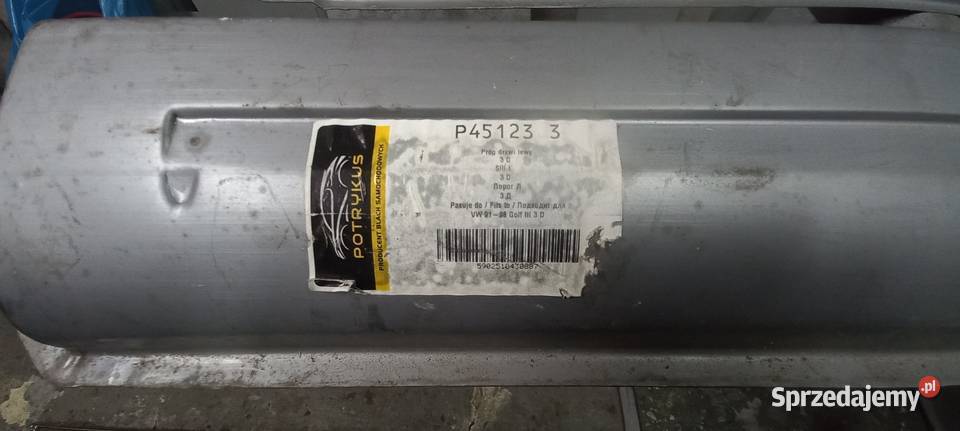 POTRYKUS
PRODUCENT BLACH SAMOCHODOWYCH
P45123 3
Próg drzwi lewy
3 D
Sill L
3 D
Порог Л
3 Д
Pasuje do / Fits to / Подходит для
VW 91-98 Golf III 3 D
5902510430887
Sprzedajemy.pl